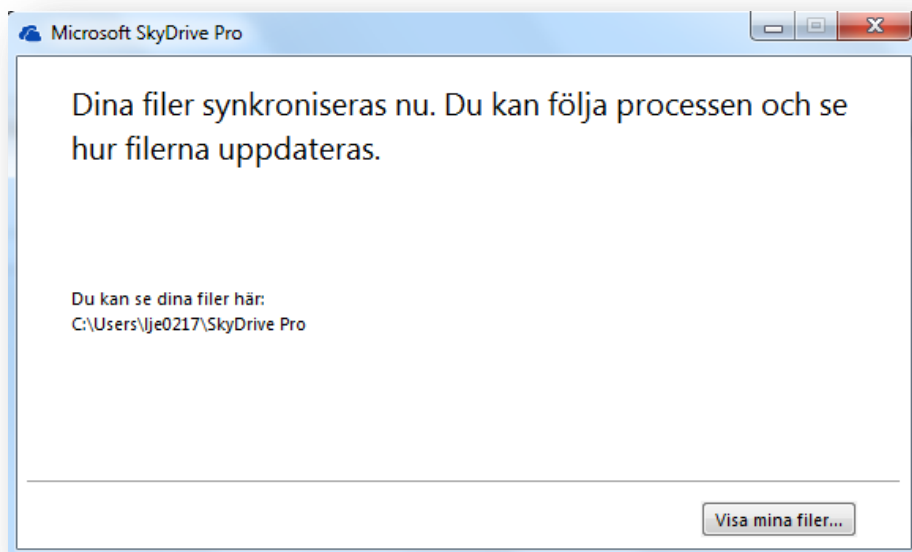 Microsoft SkyDrive Pro
Dina filer synkroniseras nu. Du kan följa processen och se
hur filerna uppdateras.
Du kan se dina filer här:
C:\Users\lje0217\SkyDrive Pro
Visa mina filer...